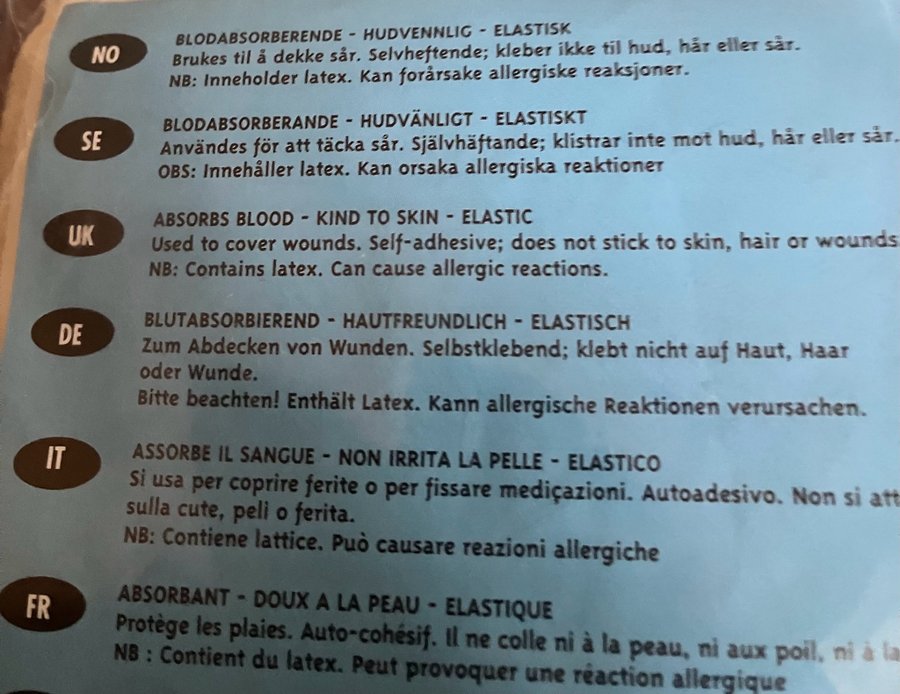 NO
BLODABSORBERENDE - HUDVENNLIG - ELASTISK
Brukes til å dekke sår. Selvheftende; kleber ikke til hud, hår eller sår.
NB: Inneholder latex. Kan forårsake allergiske reaksjoner.
SE
BLODABSORBERANDE - HUDVÄNLIGT - ELASTISKT
Användes för att täcka sår. Självhäftande; klistrar inte mot hud, hår eller sår.
OBS: Innehåller latex. Kan orsaka allergiska reaktioner
UK
ABSORBS BLOOD - KIND TO SKIN - ELASTIC
Used to cover wounds. Self-adhesive; does not stick to skin, hair or wounds
NB: Contains latex. Can cause allergic reactions.
DE
BLUTABSORBIEREND - HAUTFREUNDLICH - ELASTISCH
Zum Abdecken von Wunden. Selbstklebend; klebt nicht auf Haut, Haar
oder Wunde.
Bitte beachten! Enthält Latex. Kann allergische Reaktionen verursachen.
IT
ASSORBE IL SANGUE - NON IRRITA LA PELLE - ELASTICO
Si usa per coprire ferite o per fissare mediçazioni. Autoadesivo. Non si att
sulla cute, peli o ferita.
NB: Contiene lattice. Può causare reazioni allergiche
FR
ABSORBANT - DOUX A LA PEAU - ELASTIQUE
Protège les plaies. Auto-cohésif. Il ne colle ni à la peau, ni aux poil, ni à la
NB : Contient du latex. Peut provoquer une réaction allergique